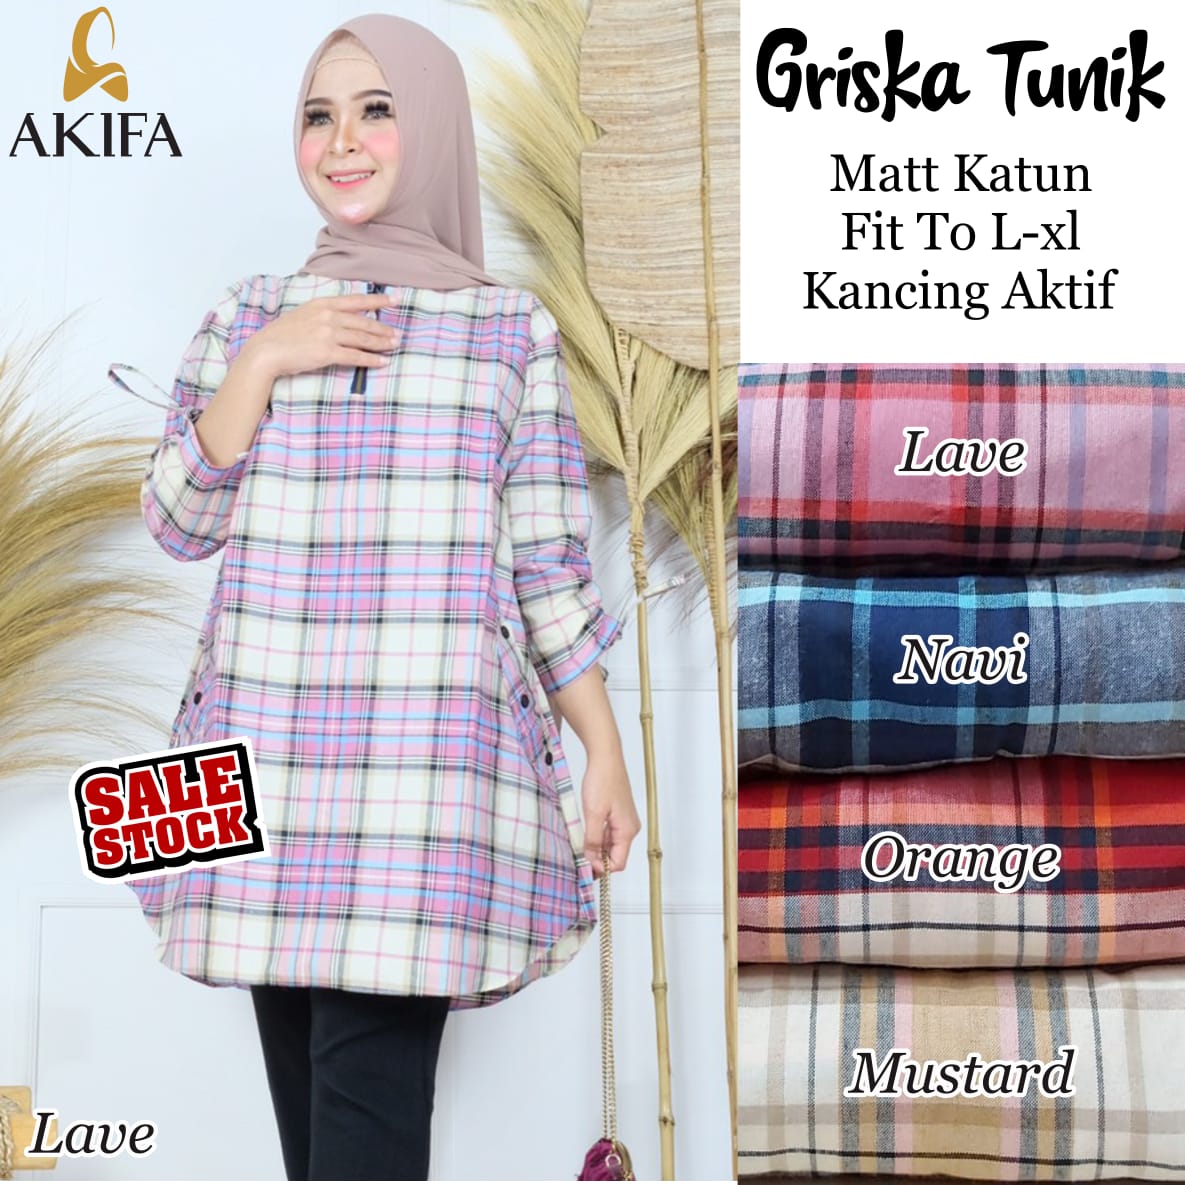 AKIFA
Griska Tunik
Matt Katun
Fit To L-xl
Kancing Aktif
Lave
Navi
Orange
Mustard
SALE
STOCK
Lave